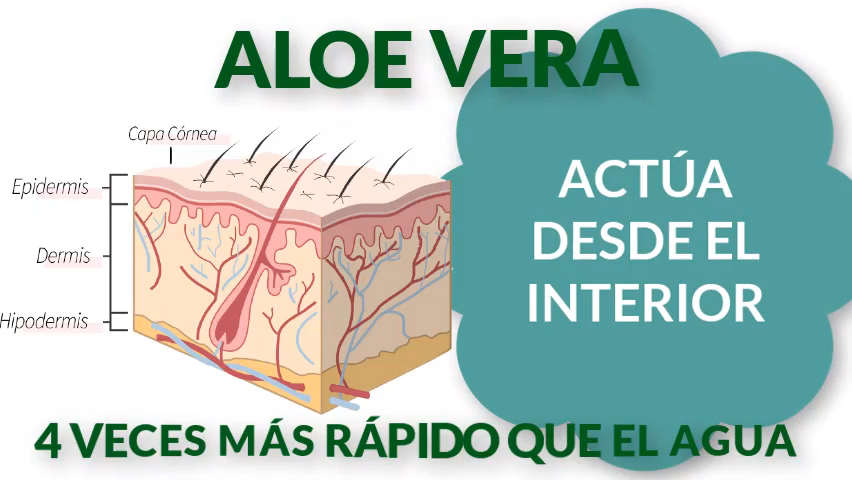 ALOE VERA
Capa Córnea
Epidermis
Dermis
Hipodermis
ACTÚA
DESDE EL
INTERIOR
4 VECES MÁS RÁPIDO QUE EL AGUA